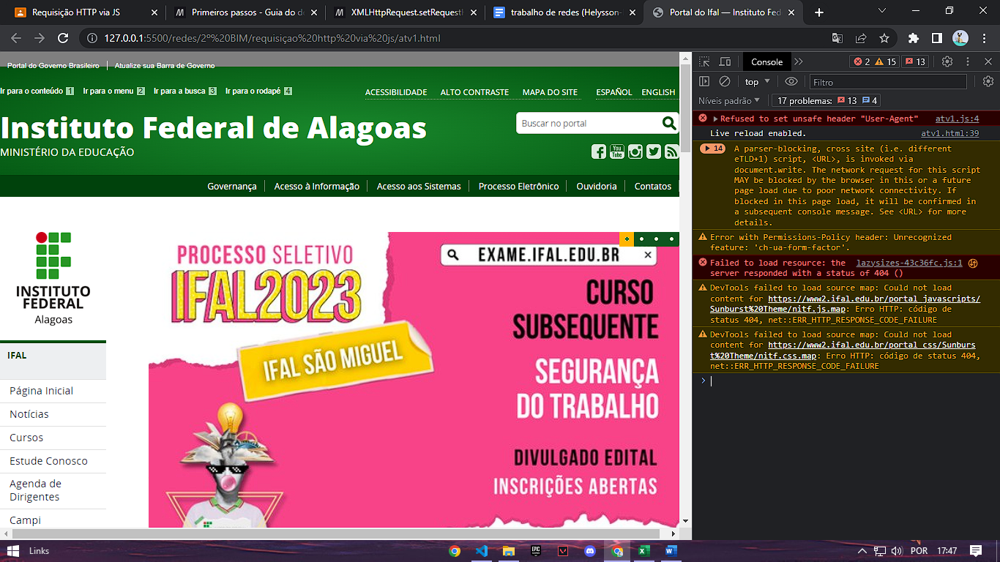 Requisição HTTP via JS
Primeiros passos - Guia do d
XMLHttpRequest.setRequestH
trabalho de redes (Helysson-
Portal do Ifal — Instituto Fed
127.0.0.1:5500/redes/2º%20BIM/requisiçao%20http%20via%20js/atv1.html
Portal do Governo Brasileiro
Atualize sua Barra de Governo
Ir para o conteúdo 1
Ir para o menu 2
Ir para a busca 3
Ir para o rodapé 4
ACESSIBILIDADE
ALTO CONTRASTE
MAPA DO SITE
ESPAÑOL
ENGLISH
Instituto Federal de Alagoas
MINISTÉRIO DA EDUCAÇÃO
Buscar no portal
You
Tube
Governança
Acesso à Informação
Acesso aos Sistemas
Processo Eletrônico
Ouvidoria
Contatos
INSTITUTO
FEDERAL
Alagoas
IFAL
Página Inicial
Notícias
Cursos
Estude Conosco
Agenda de
Dirigentes
Campi
PROCESSO SELETIVO
IFAL2023
IFAL SÃO MIGUEL
EXAME.IFAL.EDU.BR
CURSO
SUBSEQUENTE
SEGURANÇA
DO TRABALHO
DIVULGADO EDITAL
INSCRIÇÕES ABERTAS
Console
2
15
13
top
Filtro
Níveis padrão
17 problemas:
13
4
Refused to set unsafe header "User-Agent"
atv1.js:4
Live reload enabled.
atv1.html:39
14
A parser-blocking, cross site (i.e. different
eTLD+1) script, <URL>, is invoked via
document.write. The network request for this script
MAY be blocked by the browser in this or a future
page load due to poor network connectivity. If
blocked in this page load, it will be confirmed in
a subsequent console message. See <URL> for more
details.
Error with Permissions-Policy header: Unrecognized
feature: 'ch-ua-form-factor'.
Failed to load resource: the
lazysizes-43c36fc.js:1
server responded with a status of 404 ()
DevTools failed to load source map: Could not load
content for https://www2.ifal.edu.br/portal_javascripts/
Sunburst%20Theme/nitf.js.map: Erro HTTP: código de
status 404, net::ERR_HTTP_RESPONSE_CODE_FAILURE
DevTools failed to load source map: Could not load
content for https://www2.ifal.edu.br/portal_css/Sunburs
t%20Theme/nitf.css.map: Erro HTTP: código de status 404,
net::ERR_HTTP_RESPONSE_CODE_FAILURE
Links
EPIC
POR
17:47